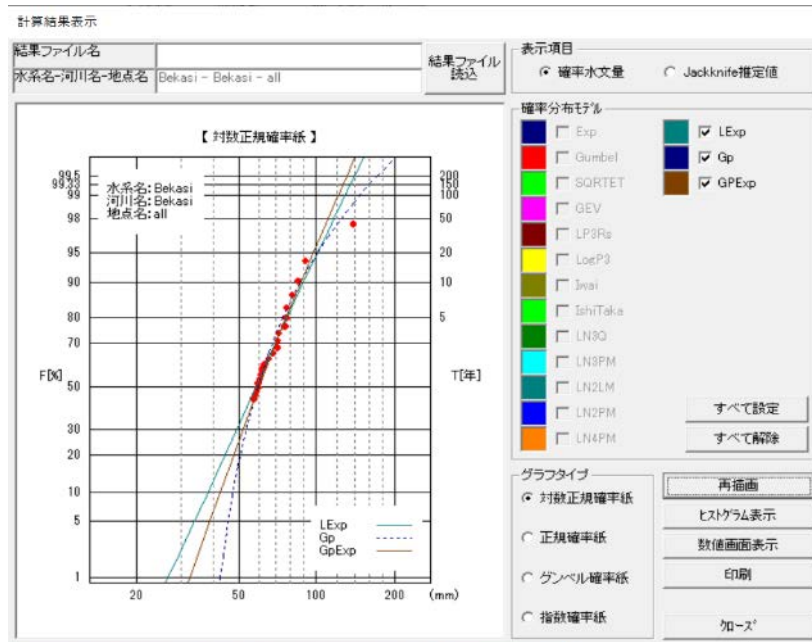 計算結果表示
結果ファイル名
水系名-河川名-地点名 Bekasi - Bekasi - all
結果ファイル
読込
表示項目
確率水文量 Jackknife推定値
【 対数正規確率紙 】
水系名:Bekasi
河川名:Bekasi
地点名:all
99.5
99.33
99
98
95
90
80
70
F[%]
50
30
20
10
5
1
200
150
100
50
20
10
5
T[年]
LExp
Gp
GpExp
20 50 100 200 (mm)
確率分布モデル
Exp
Gumbel
SQRTET
GEV
LP3Rs
LogP3
Iwai
IshiTaka
LN3Q
LN3PM
LN2LM
LN2PM
LN4PM
LExp
Gp
GPExp
すべて設定
すべて解除
グラフタイプ
対数正規確率紙
正規確率紙
グンベル確率紙
指数確率紙
再描画
ヒストグラム表示
数値画面表示
印刷
クローズ